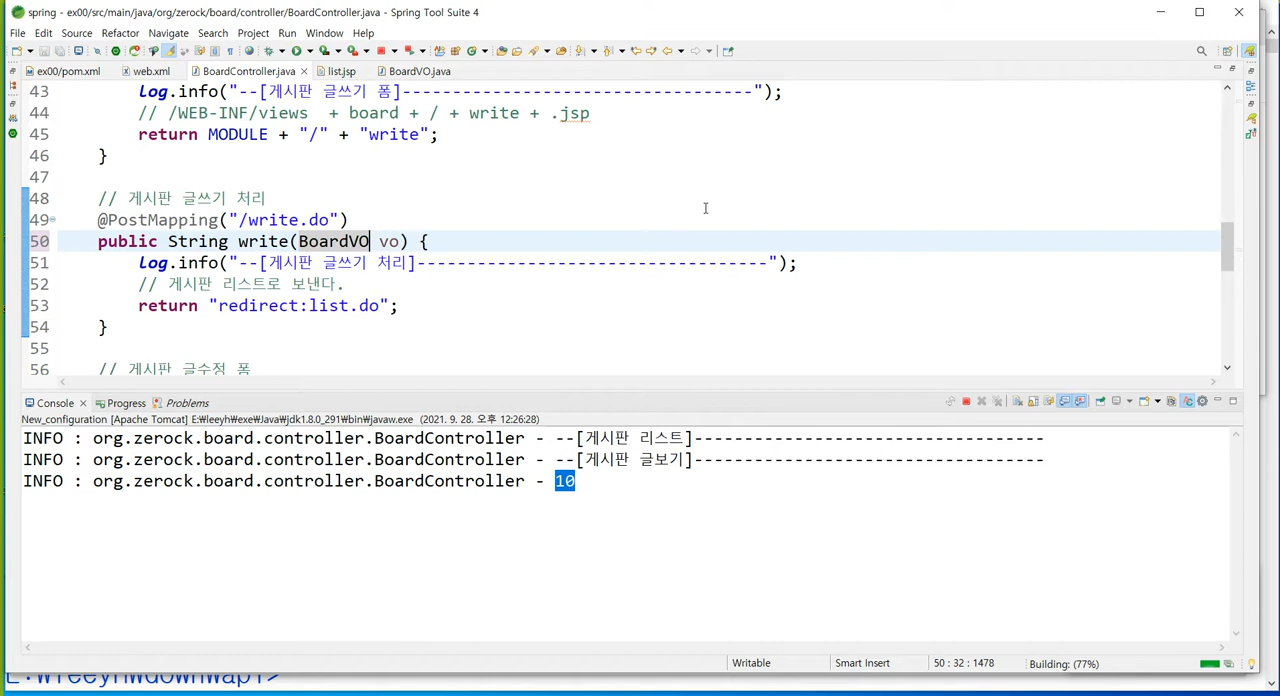 spring - ex00/src/main/java/org/zerock/board/controller/BoardController.java - Spring Tool Suite 4
File Edit Source Refactor Navigate Search Project Run Window Help
ex00/pom.xml web.xml BoardController.java list.jsp BoardVO.java
43 log.info("--[게시판 글쓰기 폼]-----------------------------------");
44 // /WEB-INF/views + board + / + write + .jsp
45 return MODULE + "/" + "write";
46 }
47
48 // 게시판 글쓰기 처리
49 @PostMapping("/write.do")
50 public String write(BoardVO vo) {
51 log.info("--[게시판 글쓰기 처리]-----------------------------------");
52 // 게시판 리스트로 보낸다.
53 return "redirect:list.do";
54 }
55
56 // 게시판 글수정 폼
Console Progress Problems
New_configuration [Apache Tomcat] E:₩leeyh₩exe₩Java₩jdk1.8.0_291₩bin₩javaw.exe (2021. 9. 28. 오후 12:26:28)
INFO : org.zerock.board.controller.BoardController - --[게시판 리스트]-----------------------------------
INFO : org.zerock.board.controller.BoardController - --[게시판 글보기]-----------------------------------
INFO : org.zerock.board.controller.BoardController - 10
Writable Smart Insert 50 : 32 : 1478 Building: (77%)